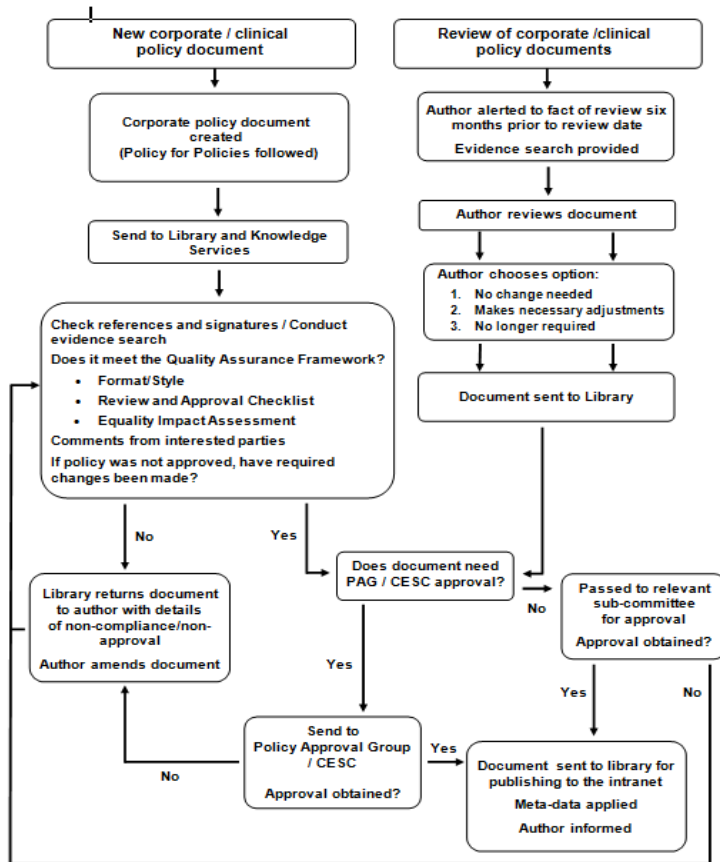 New corporate / clinical
policy document
Review of corporate /clinical
policy documents
Corporate policy document
created
(Policy for Policies followed)
Author alerted to fact of review six
months prior to review date
Evidence search provided
Send to Library and Knowledge
Services
Author reviews document
Author chooses option:
1. No change needed
2. Makes necessary adjustments
3. No longer required
Check references and signatures / Conduct
evidence search
Does it meet the Quality Assurance Framework?
• Format/Style
• Review and Approval Checklist
• Equality Impact Assessment
Comments from interested parties
If policy was not approved, have required
changes been made?
Document sent to Library
No
Yes
Does document need
PAG / CESC approval?
No
Library returns document
to author with details
of non-compliance/non-
approval
Author amends document
Passed to relevant
sub-committee
for approval
Approval obtained?
Yes
Yes
No
Send to
Policy Approval Group
/ CESC
Approval obtained?
No
Yes
Document sent to library for
publishing to the intranet
Meta-data applied
Author informed